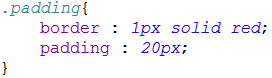 .padding{
border : 1px solid red;
padding : 20px;
}